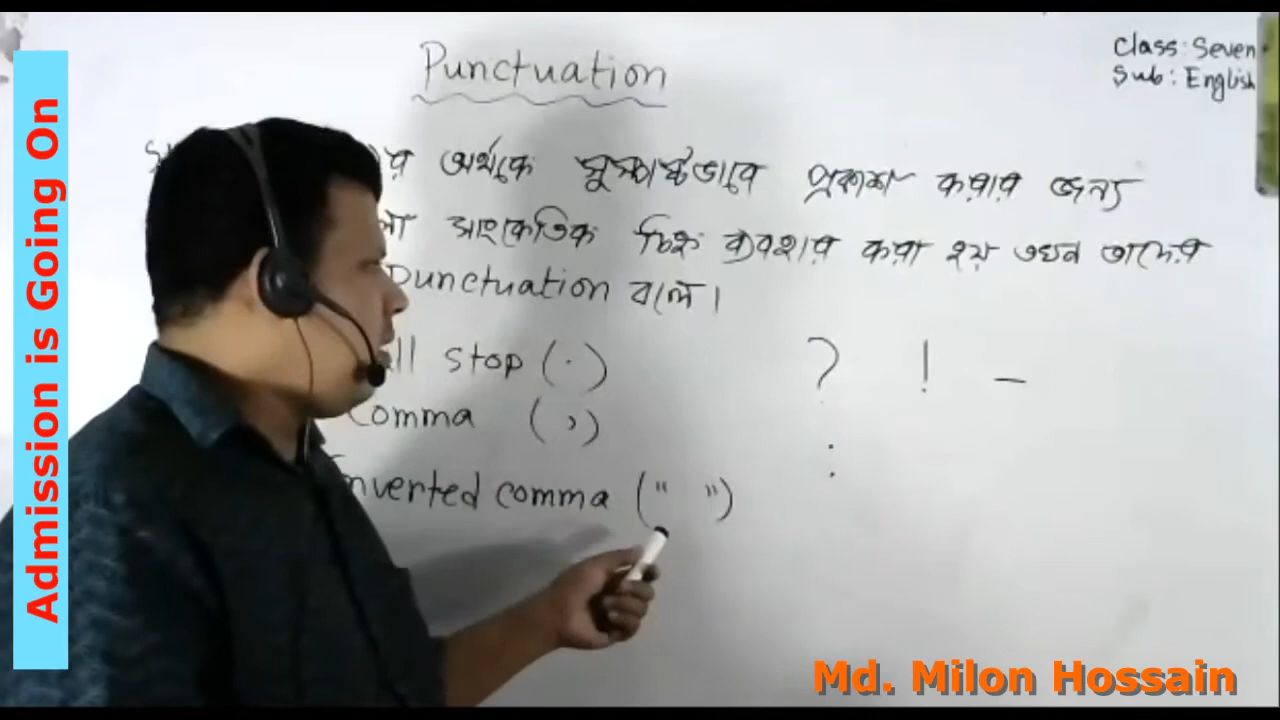 Admission is Going On
Class: Seven
Sub: English
Punctuation
অর্থকে সুস্পষ্টভাবে প্রকাশ করার জন্য
সাংকেতিক চিহ্ন ব্যবহার করা হয় তখন তাদের
Punctuation বলে।
stop (.)
? ! –
Comma (,)
:
Inverted comma (“ ”)
Md. Milon Hossain